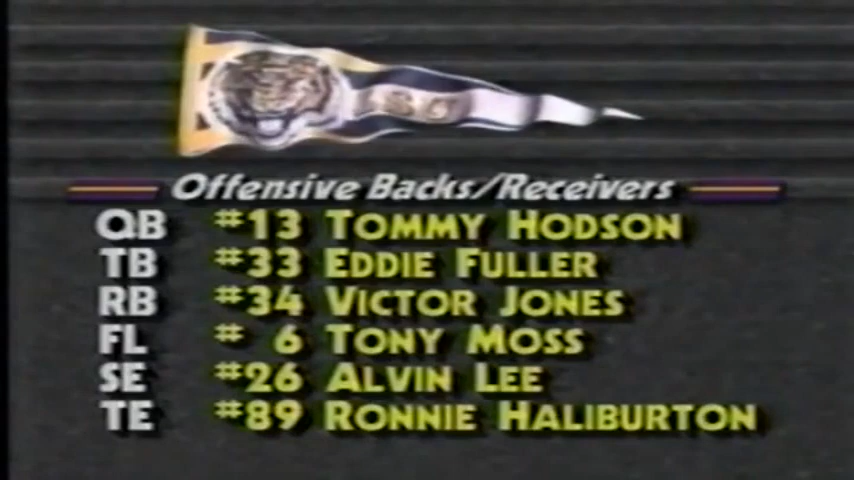 Offensive Backs/Receivers
QB #13 TOMMY HODSON
TB #33 EDDIE FULLER
RB #34 VICTOR JONES
FL # 6 TONY MOSS
SE #26 ALVIN LEE
TE #89 RONNIE HALIBURTON